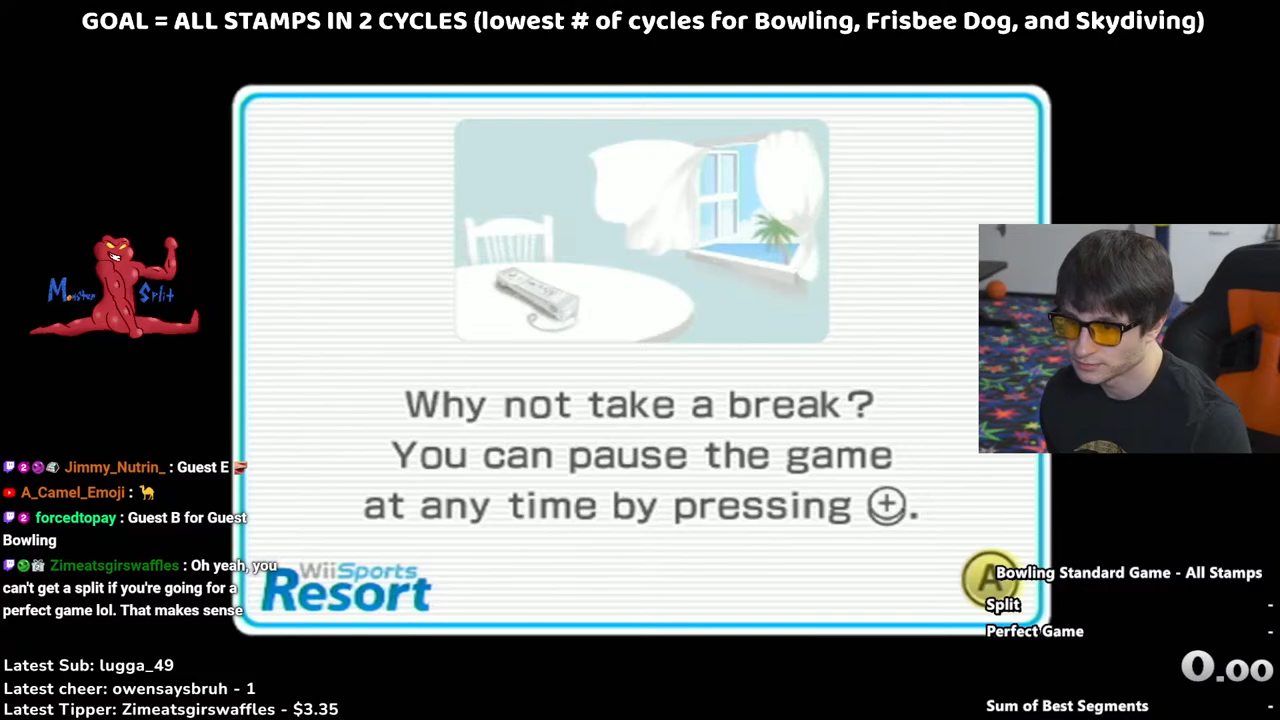 GOAL = ALL STAMPS IN 2 CYCLES (lowest # of cycles for Bowling, Frisbee Dog, and Skydiving)
Monster Split
Why not take a break?
You can pause the game
at any time by pressing +.
Jimmy_Nutrin_ : Guest E
A_Camel_Emoji :
forcedtopay : Guest B for Guest
Bowling
Zimeatsgirswaffles : Oh yeah, you
can't get a split if you're going for a
perfect game lol. That makes sense
WiiSports
Resort
A
Bowling Standard Game - All Stamps
Split -
Perfect Game -
0.00
Sum of Best Segments -
Latest Sub: lugga_49
Latest cheer: owensaysbruh - 1
Latest Tipper: Zimeatsgirswaffles - $3.35